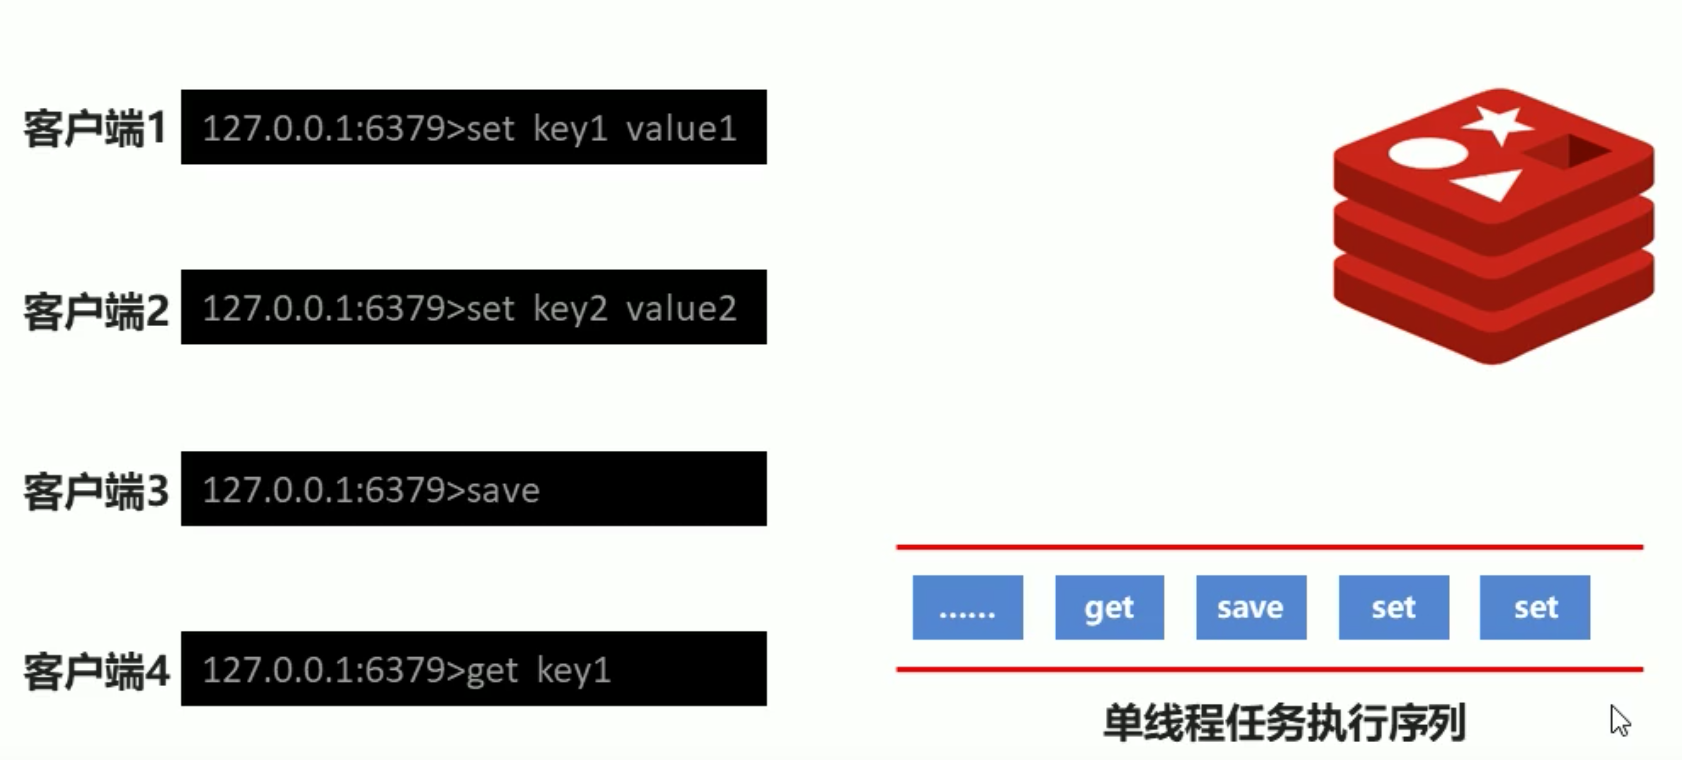 客户端1
127.0.0.1:6379>set key1 value1
客户端2
127.0.0.1:6379>set key2 value2
客户端3
127.0.0.1:6379>save
客户端4
127.0.0.1:6379>get key1
...... get save set set
单线程任务执行序列